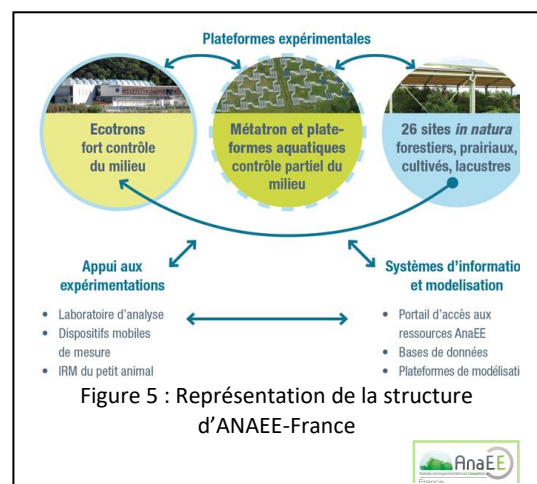 Plateformes expérimentales
Ecotrons
fort contrôle
du milieu
Métatron et plate-
formes aquatiques
contrôle partiel du
milieu
26 sites in natura
forestiers, prairiaux,
cultivés, lacustres
Appui aux
expérimentations
• Laboratoire d'analyse
• Dispositifs mobiles
de mesure
• IRM du petit animal
Systèmes d'informatio
et modelisation
• Portail d'accès aux
ressources AnaEE
• Bases de données
• Plateformes de modélisati
Figure 5 : Représentation de la structure
d'ANAEE-France
AnaEE
France